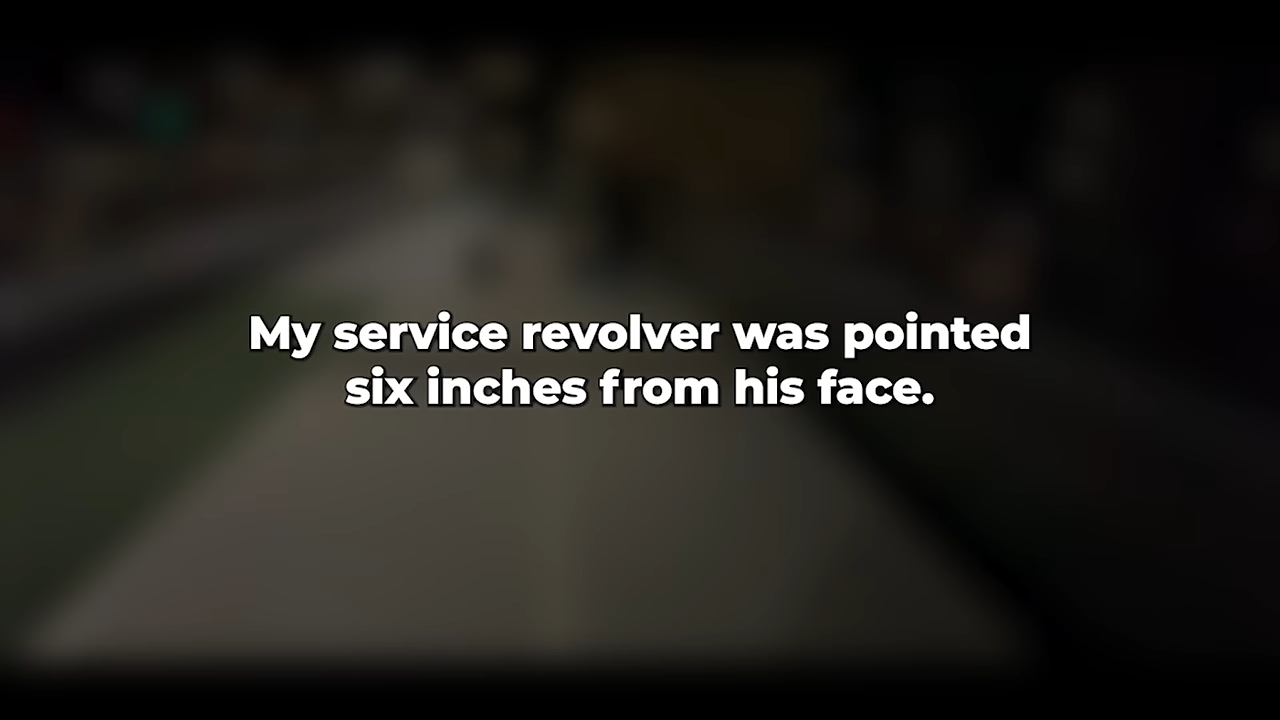 My service revolver was pointed
six inches from his face.